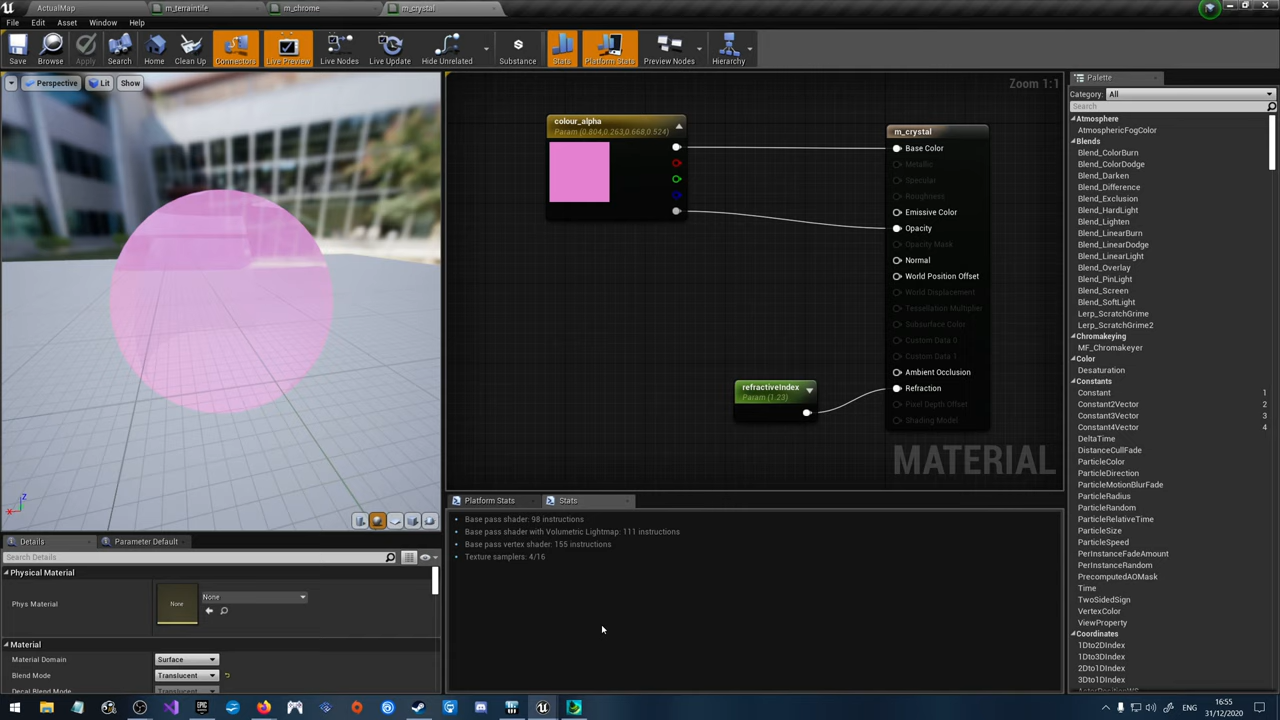 ActualMap
m_terraintile
m_chrome
m_crystal
File Edit Asset Window Help
Save Browse Apply Search Home Clean Up Connectors Live Preview Live Nodes Live Update Hide Unrelated Substance Stats Platform Stats Preview Nodes Hierarchy
Perspective Lit Show
Zoom 1:1
colour_alpha
Param (0.804,0.263,0.668,0.524)
m_crystal
Base Color
Metallic
Specular
Roughness
Emissive Color
Opacity
Opacity Mask
Normal
World Position Offset
World Displacement
Tessellation Multiplier
Subsurface Color
Custom Data 0
Custom Data 1
Ambient Occlusion
Refraction
Pixel Depth Offset
Shading Model
refractiveIndex
Param (1.23)
MATERIAL
Z
Platform Stats Stats
Base pass shader: 98 instructions
Base pass shader with Volumetric Lightmap: 111 instructions
Base pass vertex shader: 155 instructions
Texture samplers: 4/16
Details Parameter Default
Search Details
Physical Material
Phys Material None None
Material
Material Domain Surface
Blend Mode Translucent
Decal Blend Mode Translucent
Palette
Category: All
Search
Atmosphere
AtmosphericFogColor
Blends
Blend_ColorBurn
Blend_ColorDodge
Blend_Darken
Blend_Difference
Blend_Exclusion
Blend_HardLight
Blend_Lighten
Blend_LinearBurn
Blend_LinearDodge
Blend_LinearLight
Blend_Overlay
Blend_PinLight
Blend_Screen
Blend_SoftLight
Lerp_ScratchGrime
Lerp_ScratchGrime2
Chromakeying
MF_Chromakeyer
Color
Desaturation
Constants
Constant 1
Constant2Vector 2
Constant3Vector 3
Constant4Vector 4
DeltaTime
DistanceCullFade
ParticleColor
ParticleDirection
ParticleMotionBlurFade
ParticleRadius
ParticleRandom
ParticleRelativeTime
ParticleSize
ParticleSpeed
PerInstanceFadeAmount
PerInstanceRandom
PrecomputedAOMask
Time
TwoSidedSign
VertexColor
ViewProperty
Coordinates
1Dto2DIndex
1Dto3DIndex
2Dto1DIndex
3Dto1DIndex
ActorPositionWS
ENG
16:55
31/12/2020